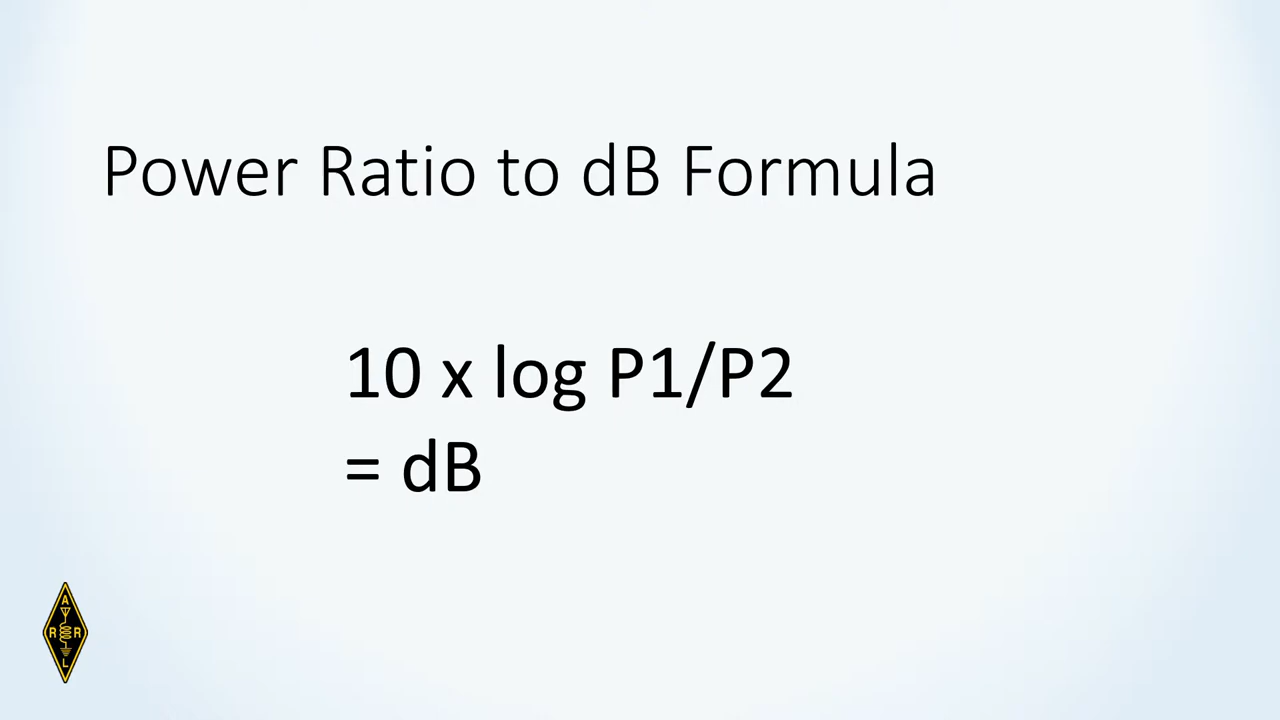 Power Ratio to dB Formula
10 x log P1/P2
= dB
A
R R
L